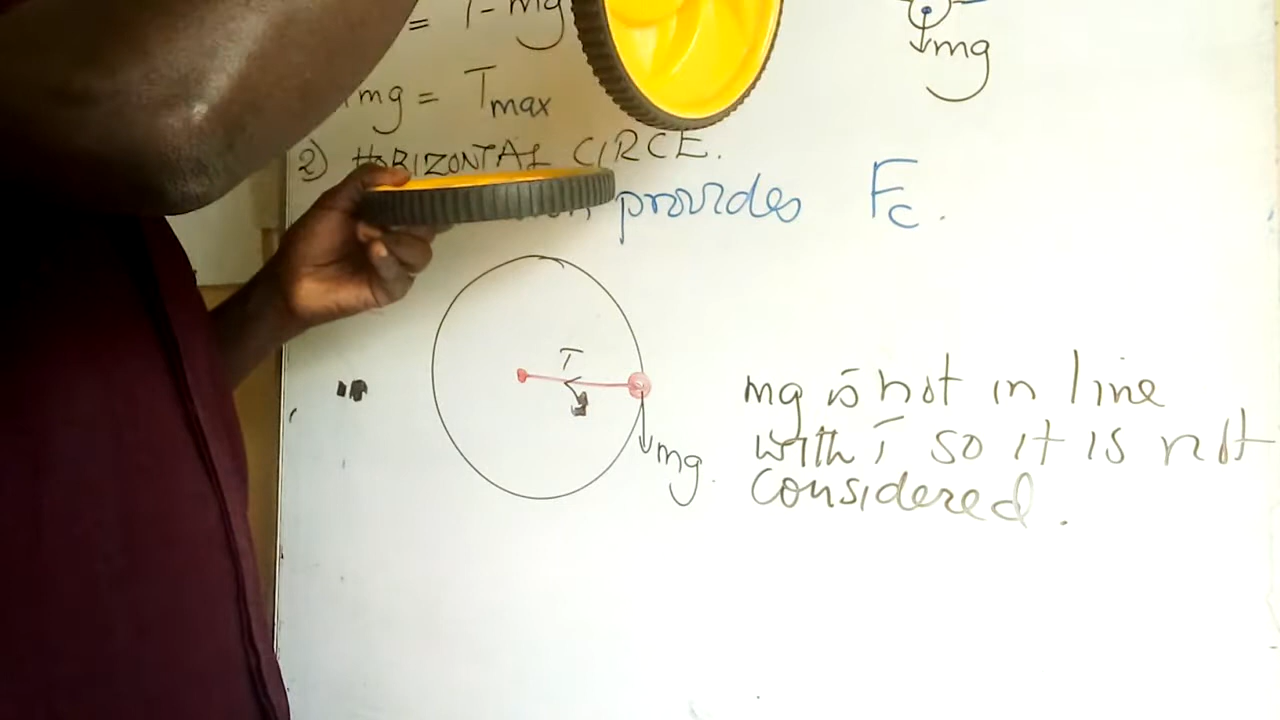 = T - mg
mg
mg = Tmax
2) HORIZONTAL CIRCE.
provides Fc.
T
mg.
mg is not in line
with T so it is not
considered.